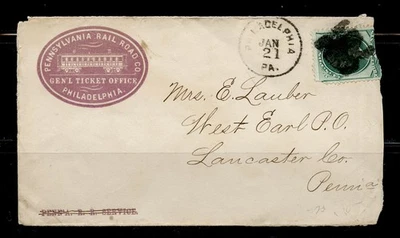 PENNSYLVANIA RAIL ROAD CO.
GEN'L TICKET OFFICE
PHILADELPHIA.
PHILADELPHIA
JAN
21
PA.
Mrs. E. Lauber
West Earl P.O.
Lancaster Co.
Penna
PENN'A. R. R. SERVICE.